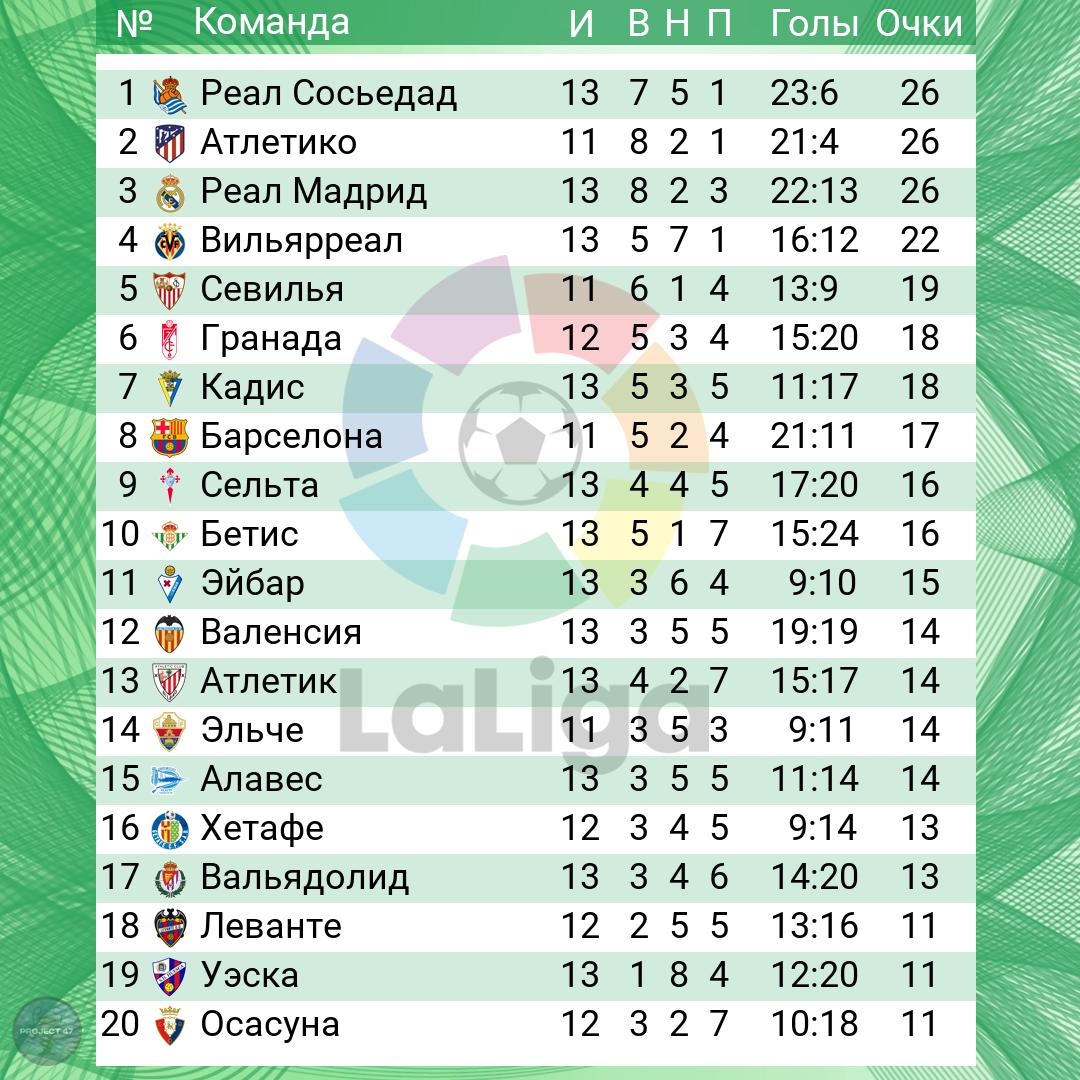 № Команда И В Н П Голы Очки
1 Реал Сосьедад 13 7 5 1 23:6 26
2 Атлетико 11 8 2 1 21:4 26
3 Реал Мадрид 13 8 2 3 22:13 26
4 Вильярреал 13 5 7 1 16:12 22
5 Севилья 11 6 1 4 13:9 19
6 Гранада 12 5 3 4 15:20 18
7 Кадис 13 5 3 5 11:17 18
8 Барселона 11 5 2 4 21:11 17
9 Сельта 13 4 4 5 17:20 16
10 Бетис 13 5 1 7 15:24 16
11 Эйбар 13 3 6 4 9:10 15
12 Валенсия 13 3 5 5 19:19 14
13 Атлетик 13 4 2 7 15:17 14
14 Эльче 11 3 5 3 9:11 14
15 Алавес 13 3 5 5 11:14 14
16 Хетафе 12 3 4 5 9:14 13
17 Вальядолид 13 3 4 6 14:20 13
18 Леванте 12 2 5 5 13:16 11
19 Уэска 13 1 8 4 12:20 11
20 Осасуна 12 3 2 7 10:18 11
LaLiga
PROJECT 47